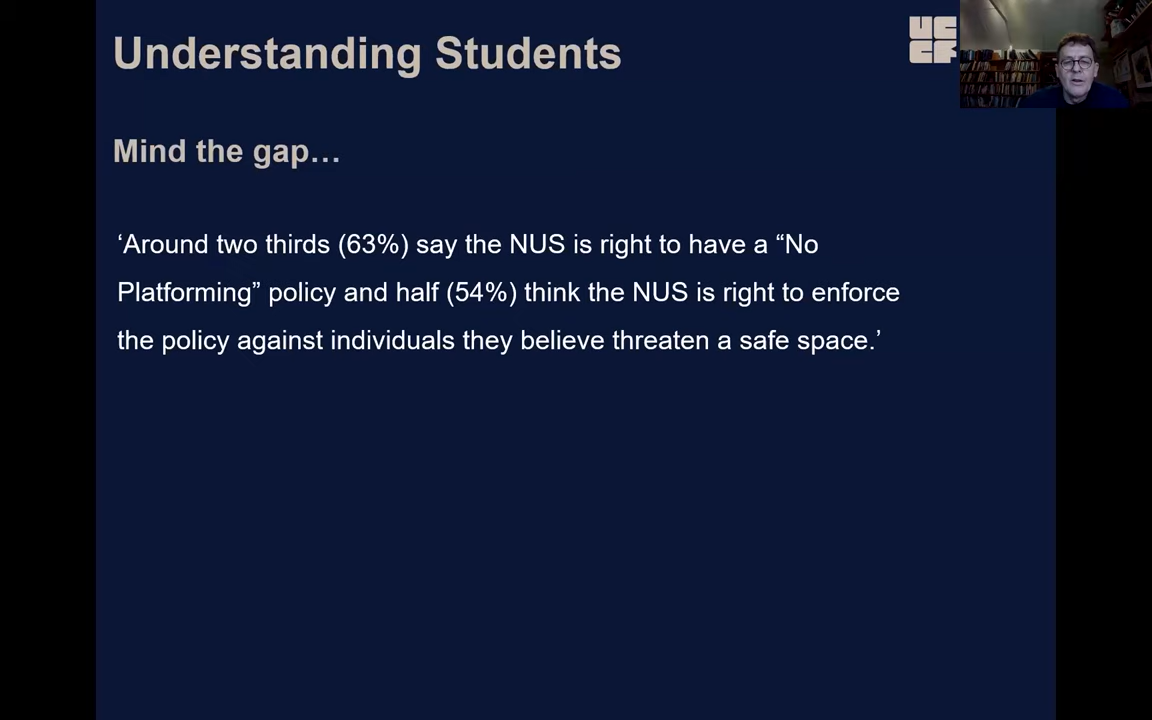 Understanding Students
UC
CF
Mind the gap…
‘Around two thirds (63%) say the NUS is right to have a “No
Platforming” policy and half (54%) think the NUS is right to enforce
the policy against individuals they believe threaten a safe space.’